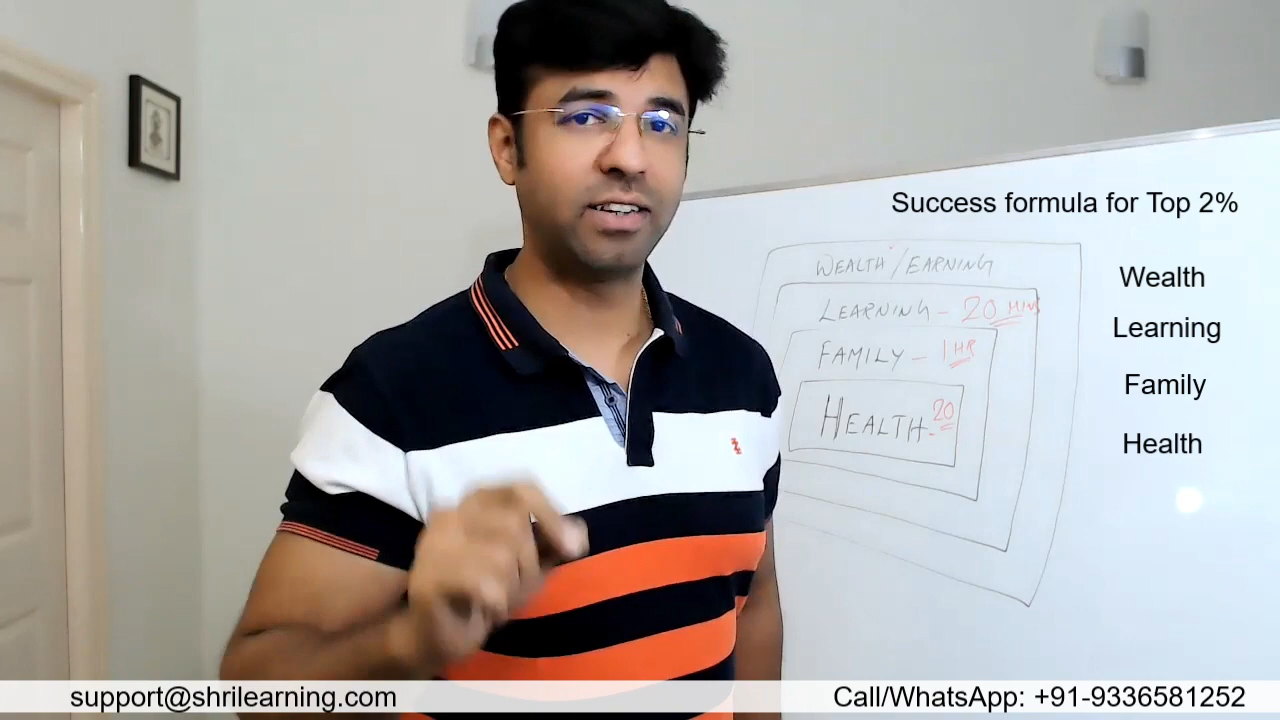 Success formula for Top 2%
WEALTH/EARNING
Wealth
LEARNING - 20 MINS
Learning
FAMILY - 1 HR
Family
HEALTH - 20
Health
support@shrilearning.com
Call/WhatsApp: +91-9336581252